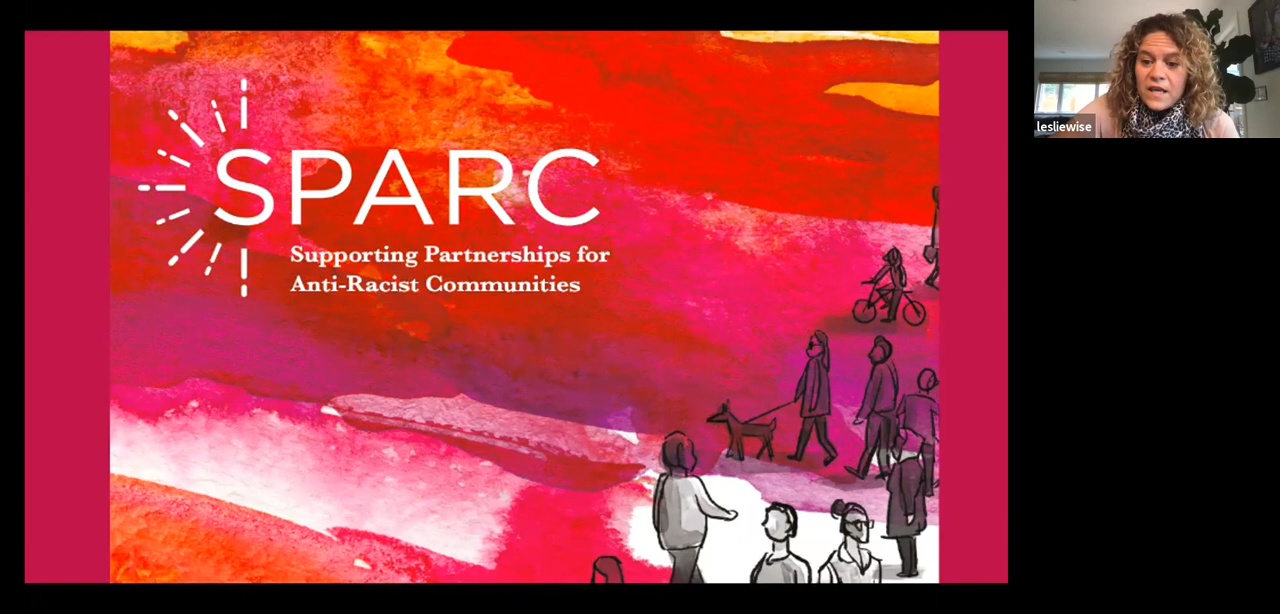 SPARC
Supporting Partnerships for
Anti-Racist Communities
lesliewise